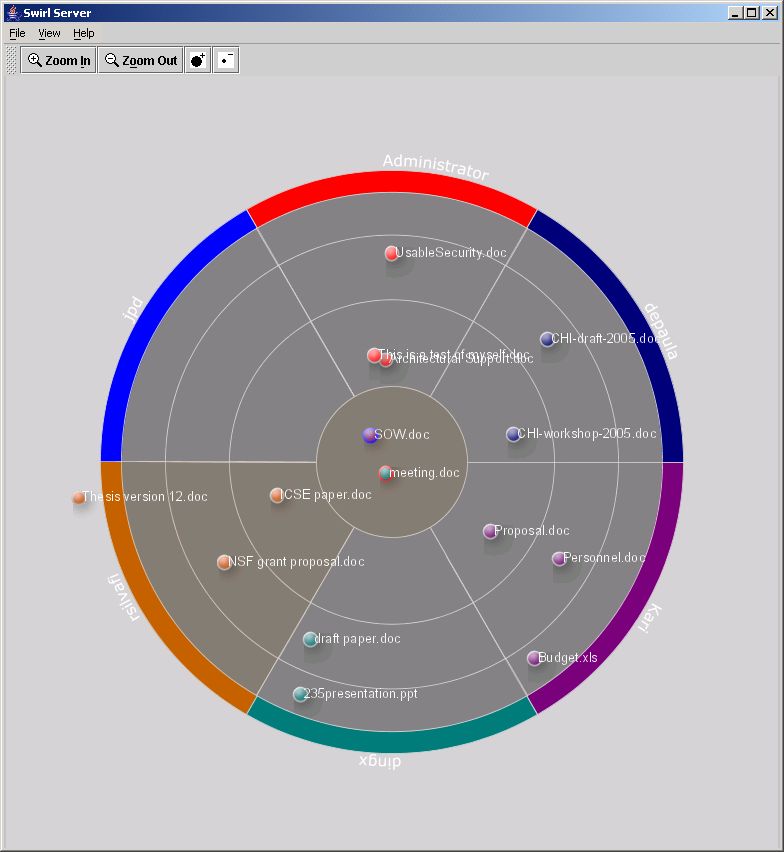 Swirl Server
File View Help
Zoom In Zoom Out
Administrator
jpd
depaula
UsableSecurity.doc
CHI-draft-2005.doc
This is a test of myself.doc
Architectural Support.doc
SOW.doc
CHI-workshop-2005.doc
meeting.doc
Thesis version 12.doc
ICSE paper.doc
Proposal.doc
NSF grant proposal.doc
Personnel.doc
rsilvafi
Kari
draft paper.doc
Budget.xls
235presentation.ppt
dingx